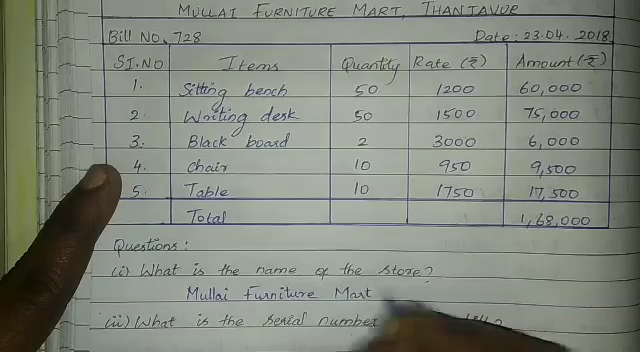 MULLAI FURNITURE MART, THANJAVUR
Bill No. 728 Date: 23.04.2018
SI.NO Items Quantity Rate (₹) Amount (₹)
1. Sitting bench 50 1200 60,000
2. Writing desk 50 1500 75,000
3. Black board 2 3000 6,000
4. Chair 10 950 9,500
5. Table 10 1750 17,500
Total 1,68,000
Questions:
(i) What is the name of the store?
Mullai Furniture Mart
(ii) What is the serial number